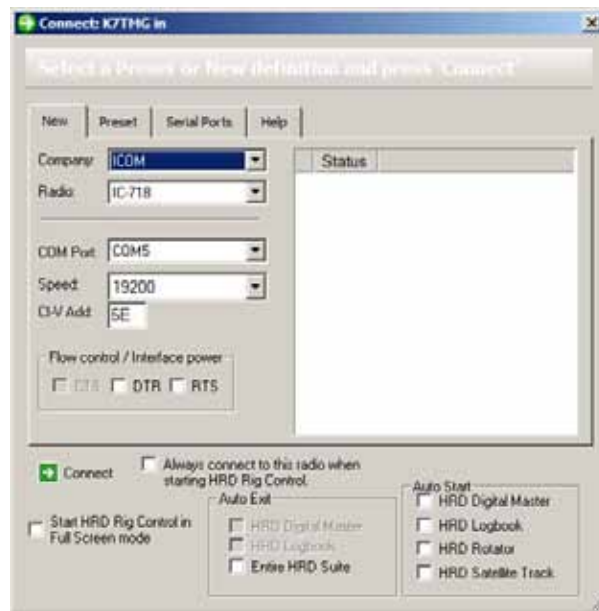 Connect: K7TMG in
Select a Preset or New definition and press 'Connect'
New Preset Serial Ports Help
Company: ICOM
Radio: IC-718
COM Port: COM5
Speed: 19200
CI-V Add: 5E
Flow control / Interface power
CTS DTR RTS
Status
Connect
Always connect to this radio when
starting HRD Rig Control.
Start HRD Rig Control in
Full Screen mode
Auto Exit
HRD Digital Master
HRD Logbook
Entire HRD Suite
Auto Start
HRD Digital Master
HRD Logbook
HRD Rotator
HRD Satellite Track